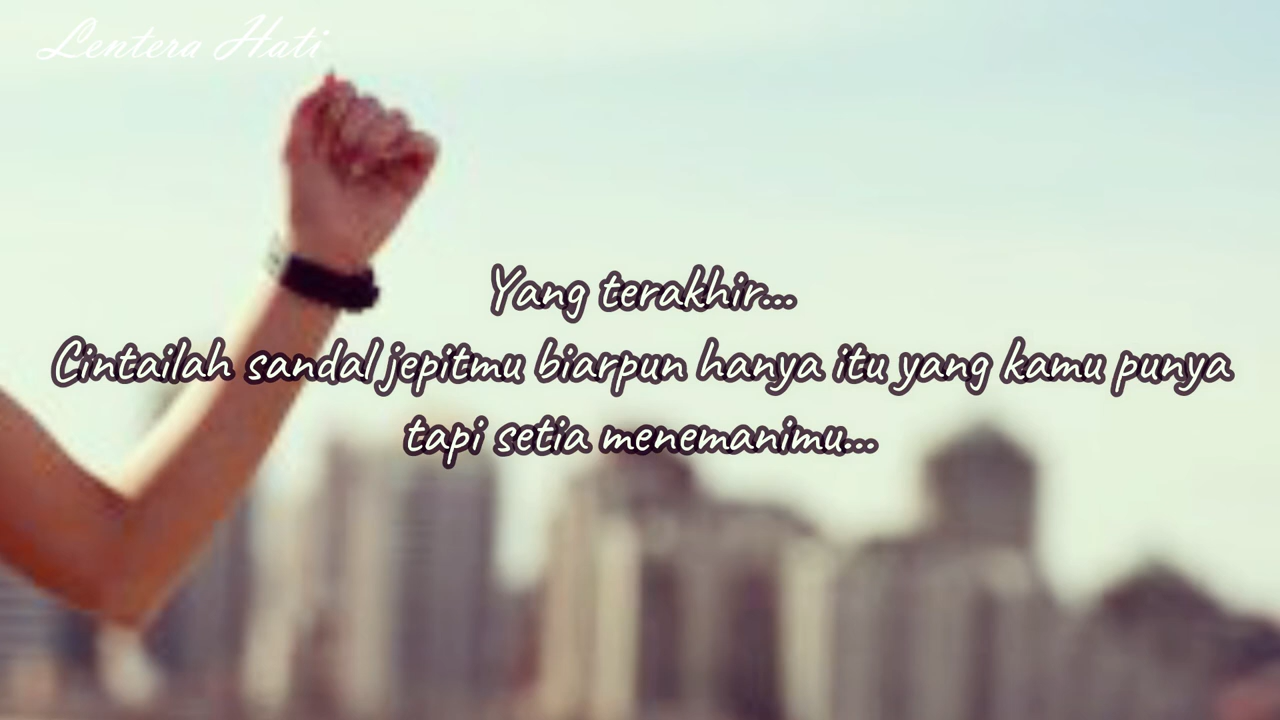 Lentera Hati
Yang terakhir...
Cintailah sandal jepitmu biarpun hanya itu yang kamu punya
tapi setia menemanimu...